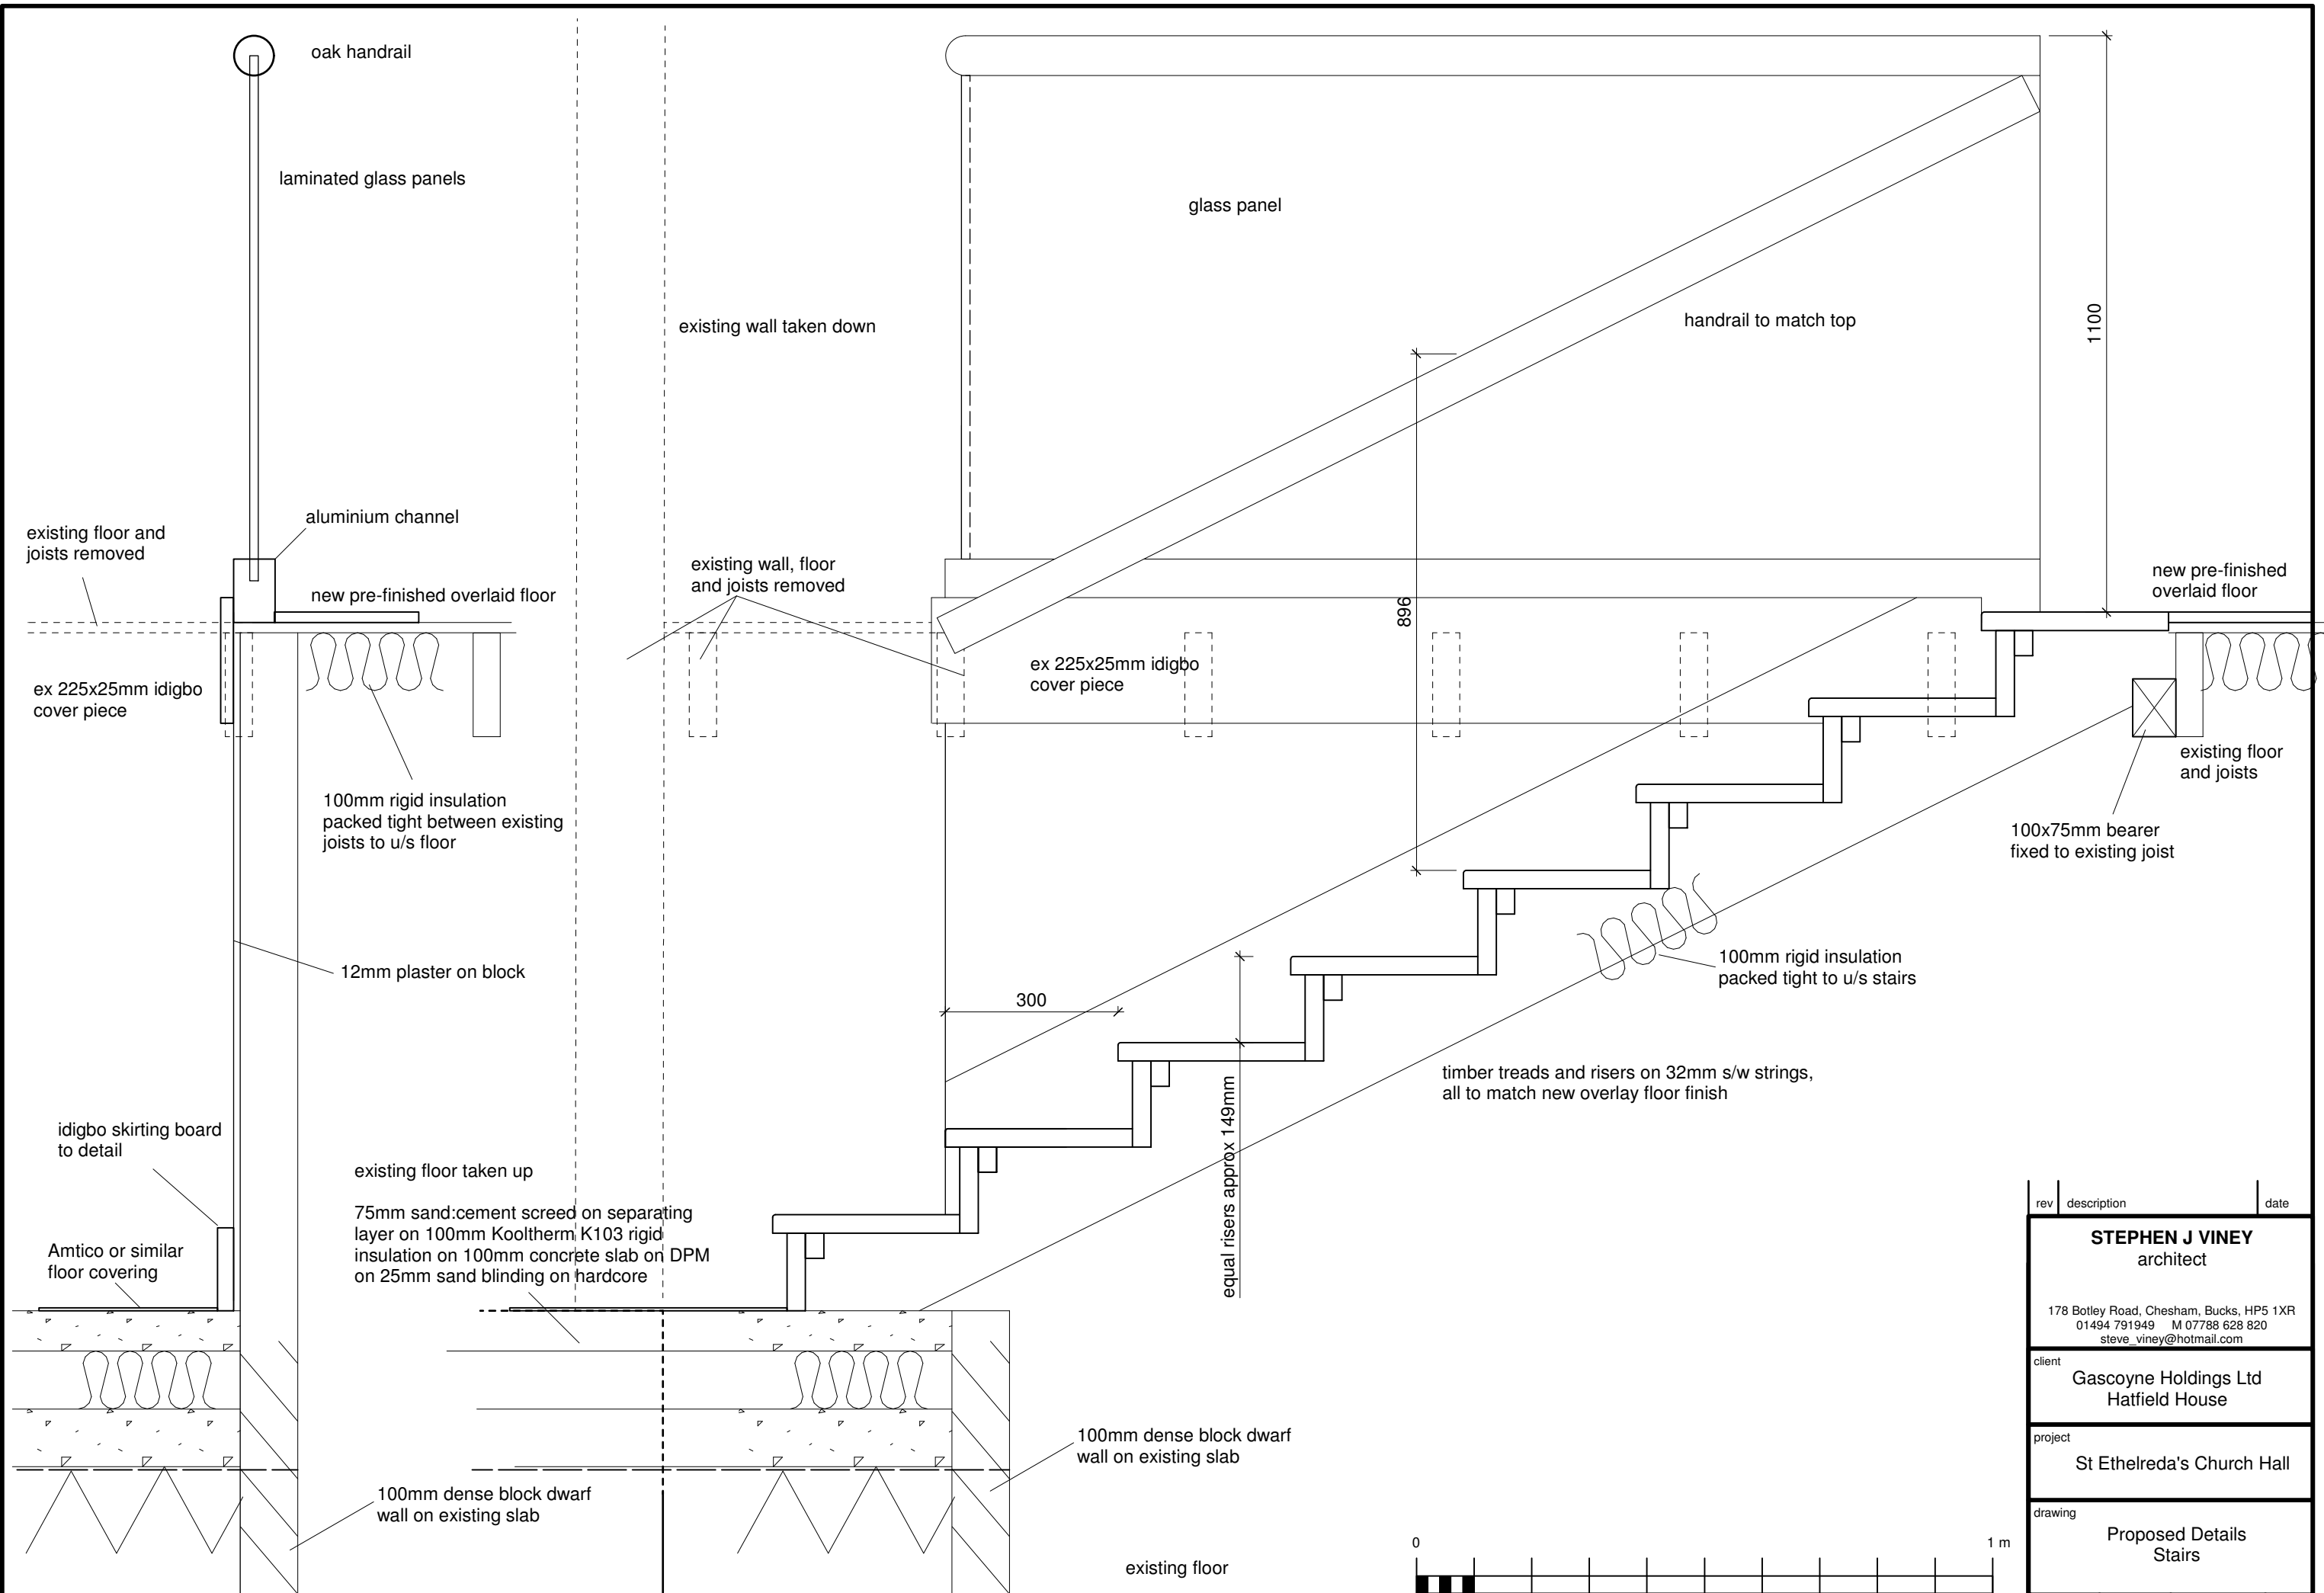 oak handrail
laminated glass panels
glass panel
existing wall taken down
handrail to match top
1100
aluminium channel
existing floor and
joists removed
existing wall, floor
and joists removed
new pre-finished overlaid floor
new pre-finished
overlaid floor
896
ex 225x25mm idigbo
cover piece
ex 225x25mm idigbo
cover piece
existing floor
and joists
100mm rigid insulation
packed tight between existing
joists to u/s floor
100x75mm bearer
fixed to existing joist
12mm plaster on block
100mm rigid insulation
packed tight to u/s stairs
300
timber treads and risers on 32mm s/w strings,
all to match new overlay floor finish
equal risers approx 149mm
idigbo skirting board
to detail
existing floor taken up
75mm sand:cement screed on separating
layer on 100mm Kooltherm K103 rigid
insulation on 100mm concrete slab on DPM
on 25mm sand blinding on hardcore
Amtico or similar
floor covering
100mm dense block dwarf
wall on existing slab
100mm dense block dwarf
wall on existing slab
existing floor
0 1 m
rev description date
STEPHEN J VINEY
architect
178 Botley Road, Chesham, Bucks, HP5 1XR
01494 791949 M 07788 628 820
steve_viney@hotmail.com
client
Gascoyne Holdings Ltd
Hatfield House
project
St Ethelreda's Church Hall
drawing
Proposed Details
Stairs